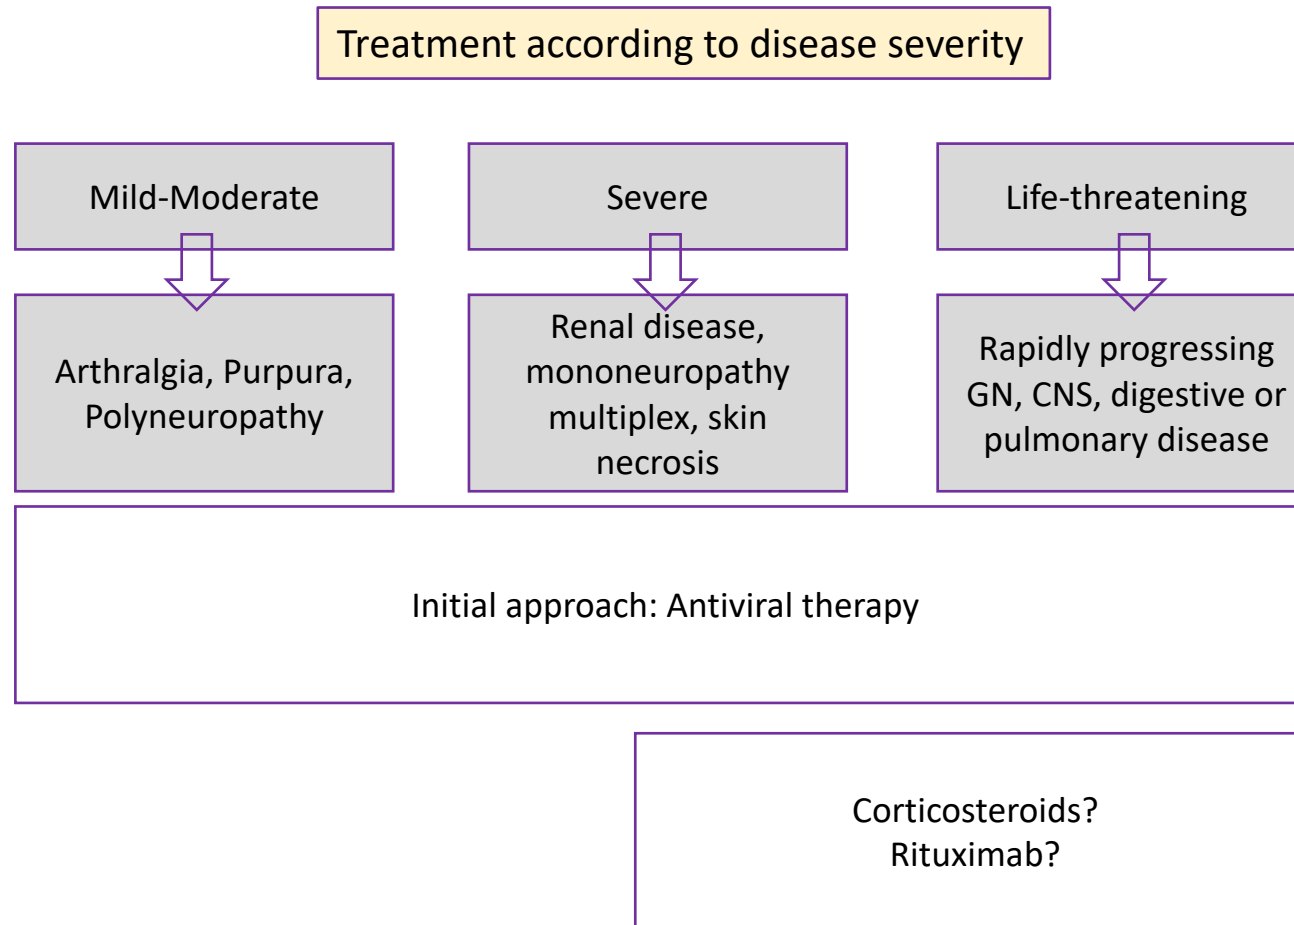 Treatment according to disease severity
Mild-Moderate
Severe
Life-threatening
Arthralgia, Purpura,
Polyneuropathy
Renal disease,
mononeuropathy
multiplex, skin
necrosis
Rapidly progressing
GN, CNS, digestive or
pulmonary disease
Initial approach: Antiviral therapy
Corticosteroids?
Rituximab?